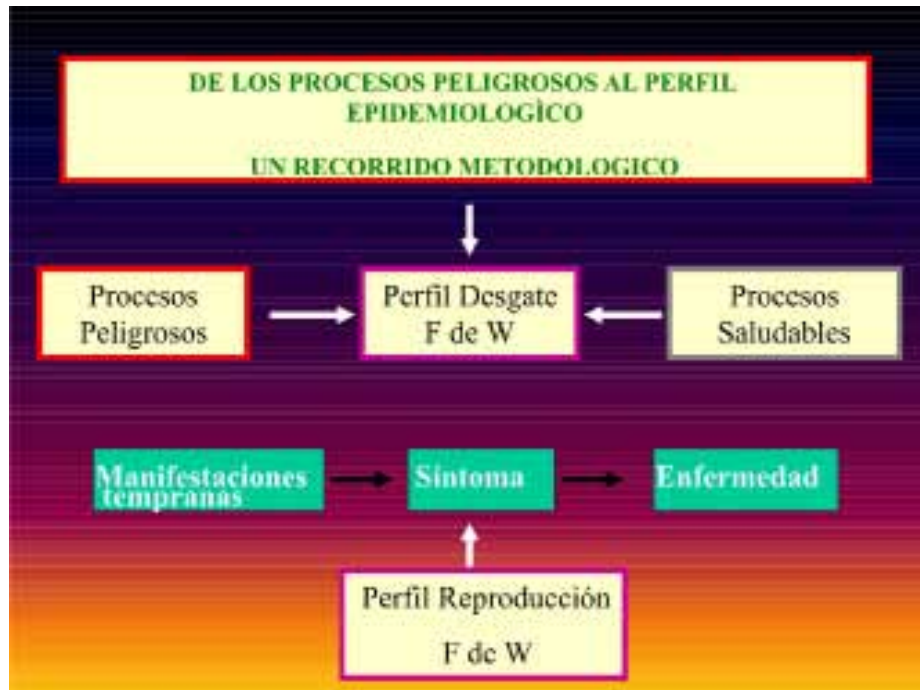 DE LOS PROCESOS PELIGROSOS AL PERFIL
EPIDEMIOLOGÌCO
UN RECORRIDO METODOLOGICO
Procesos
Peligrosos
Perfil Desgate
F de W
Procesos
Saludables
Manifestaciones
tempranas
Síntoma
Enfermedad
Perfil Reproducción
F de W